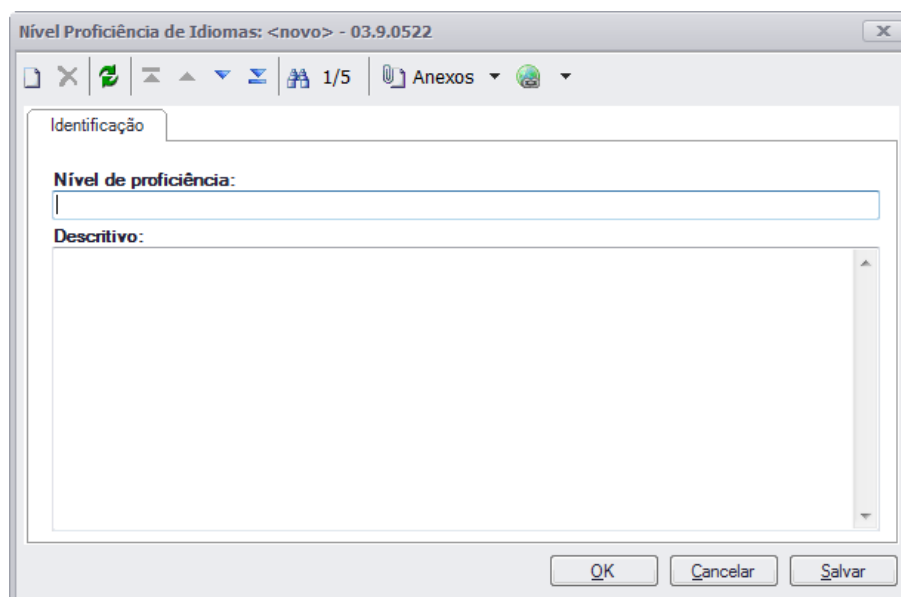 Nível Proficiência de Idiomas: <novo> - 03.9.0522
1/5 Anexos
Identificação
Nível de proficiência:
Descritivo:
OK Cancelar Salvar